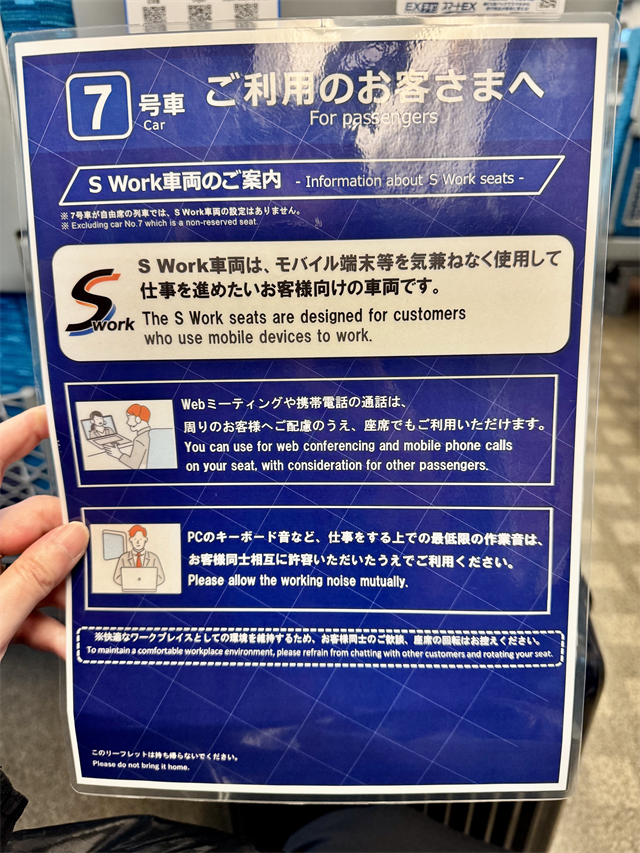 EX予約 スマートEX
7 号車
Car
ご利用のお客さまへ
For passengers
S Work車両のご案内 - Information about S Work seats -
※ 7号車が自由席の列車では、S Work車両の設定はありません。
※ Excluding car No.7 which is a non-reserved seat.
S Work
S Work車両は、モバイル端末等を気兼ねなく使用して
仕事を進めたいお客様向けの車両です。
The S Work seats are designed for customers
who use mobile devices to work.
Webミーティングや携帯電話の通話は、
周りのお客様へご配慮のうえ、座席でもご利用いただけます。
You can use for web conferencing and mobile phone calls
on your seat, with consideration for other passengers.
PCのキーボード音など、仕事をする上での最低限の作業音は、
お客様同士相互に許容いただいたうえでご利用ください。
Please allow the working noise mutually.
※快適なワークプレイスとしての環境を維持するため、お客様同士のご歓談、座席の回転はお控えください。
To maintain a comfortable workplace environment, please refrain from chatting with other customers and rotating your seat.
このリーフレットは持ち帰らないでください。
Please do not bring it home.